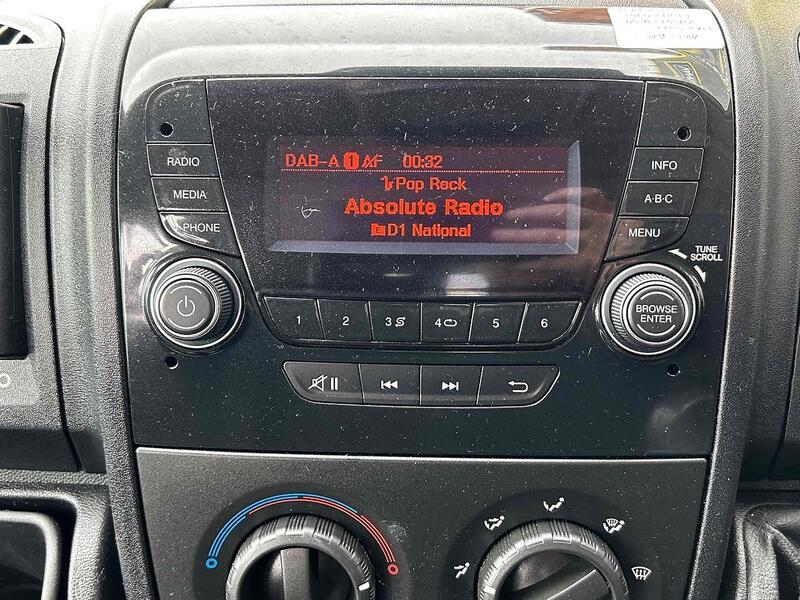 DAB-A 1 AF 00:32
Pop Rock
Absolute Radio
D1 National
RADIO
MEDIA
PHONE
INFO
A·B·C
MENU
TUNE
SCROLL
BROWSE
ENTER
1 2 3 4 5 6